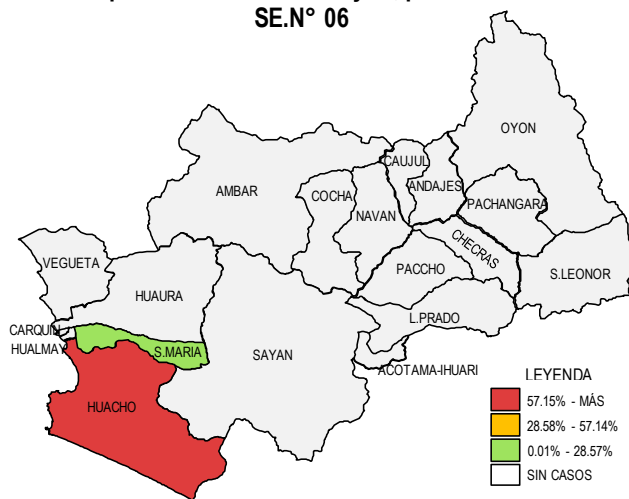 SE.N° 06
OYON
CAUJUL
ANDAJES
AMBAR
COCHA
NAVAN
PACHANGARA
CHECRAS
VEGUETA
HUAURA
PACCHO
S.LEONOR
L.PRADO
CARQUIN
HUALMAY
S.MARIA
SAYAN
ACOTAMA-IHUARI
HUACHO
LEYENDA
57.15% - MÁS
28.58% - 57.14%
0.01% - 28.57%
SIN CASOS